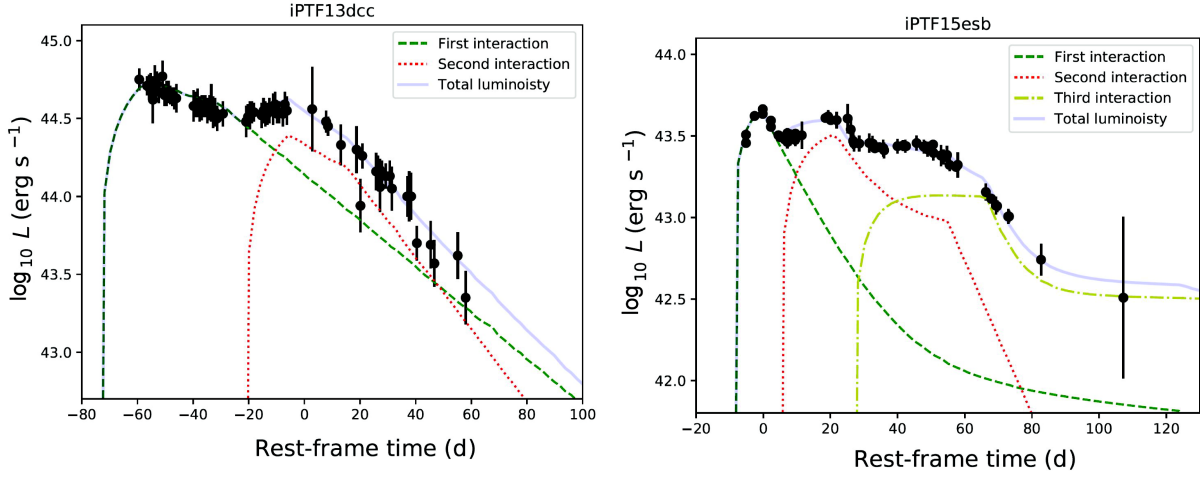 iPTF13dcc
log₁₀ L (erg s⁻¹)
45.0
44.5
44.0
43.5
43.0
First interaction
Second interaction
Total luminoisty
−80 −60 −40 −20 0 20 40 60 80 100
Rest-frame time (d)
iPTF15esb
log₁₀ L (erg s⁻¹)
44.0
43.5
43.0
42.5
42.0
First interaction
Second interaction
Third interaction
Total luminoisty
−20 0 20 40 60 80 100 120
Rest-frame time (d)